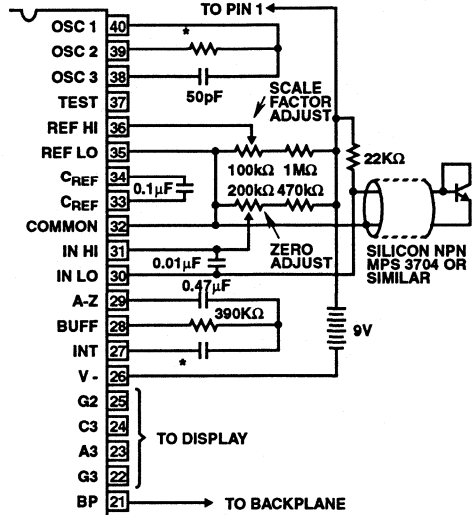 TO PIN 1
OSC 1 40
*
OSC 2 39
OSC 3 38
50pF
TEST 37
SCALE
FACTOR
ADJUST
REF HI 36
REF LO 35
22KΩ
100kΩ 1MΩ
CREF 34
0.1µF
200kΩ 470kΩ
CREF 33
COMMON 32
SILICON NPN
MPS 3704 OR
SIMILAR
IN HI 31
ZERO
ADJUST
0.01µF
IN LO 30
0.47µF
A-Z 29
BUFF 28
390KΩ
9V
INT 27
*
V - 26
G2 25
C3 24
TO DISPLAY
A3 23
G3 22
BP 21
TO BACKPLANE